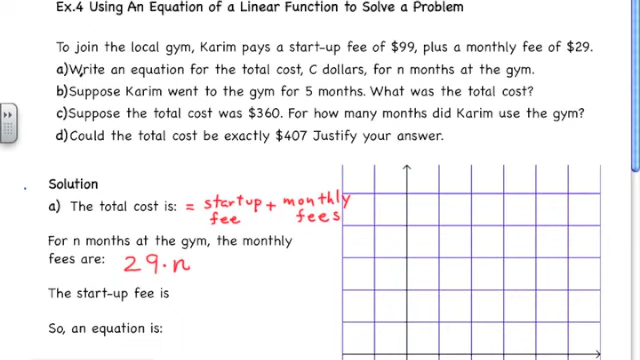 Ex.4 Using An Equation of a Linear Function to Solve a Problem
To join the local gym, Karim pays a start-up fee of $99, plus a monthly fee of $29.
a)Write an equation for the total cost, C dollars, for n months at the gym.
b)Suppose Karim went to the gym for 5 months. What was the total cost?
c)Suppose the total cost was $360. For how many months did Karim use the gym?
d)Could the total cost be exactly $407 Justify your answer.
Solution
a) The total cost is: = startup fee + monthly fees
For n months at the gym, the monthly
fees are: 29·n
The start-up fee is
So, an equation is: